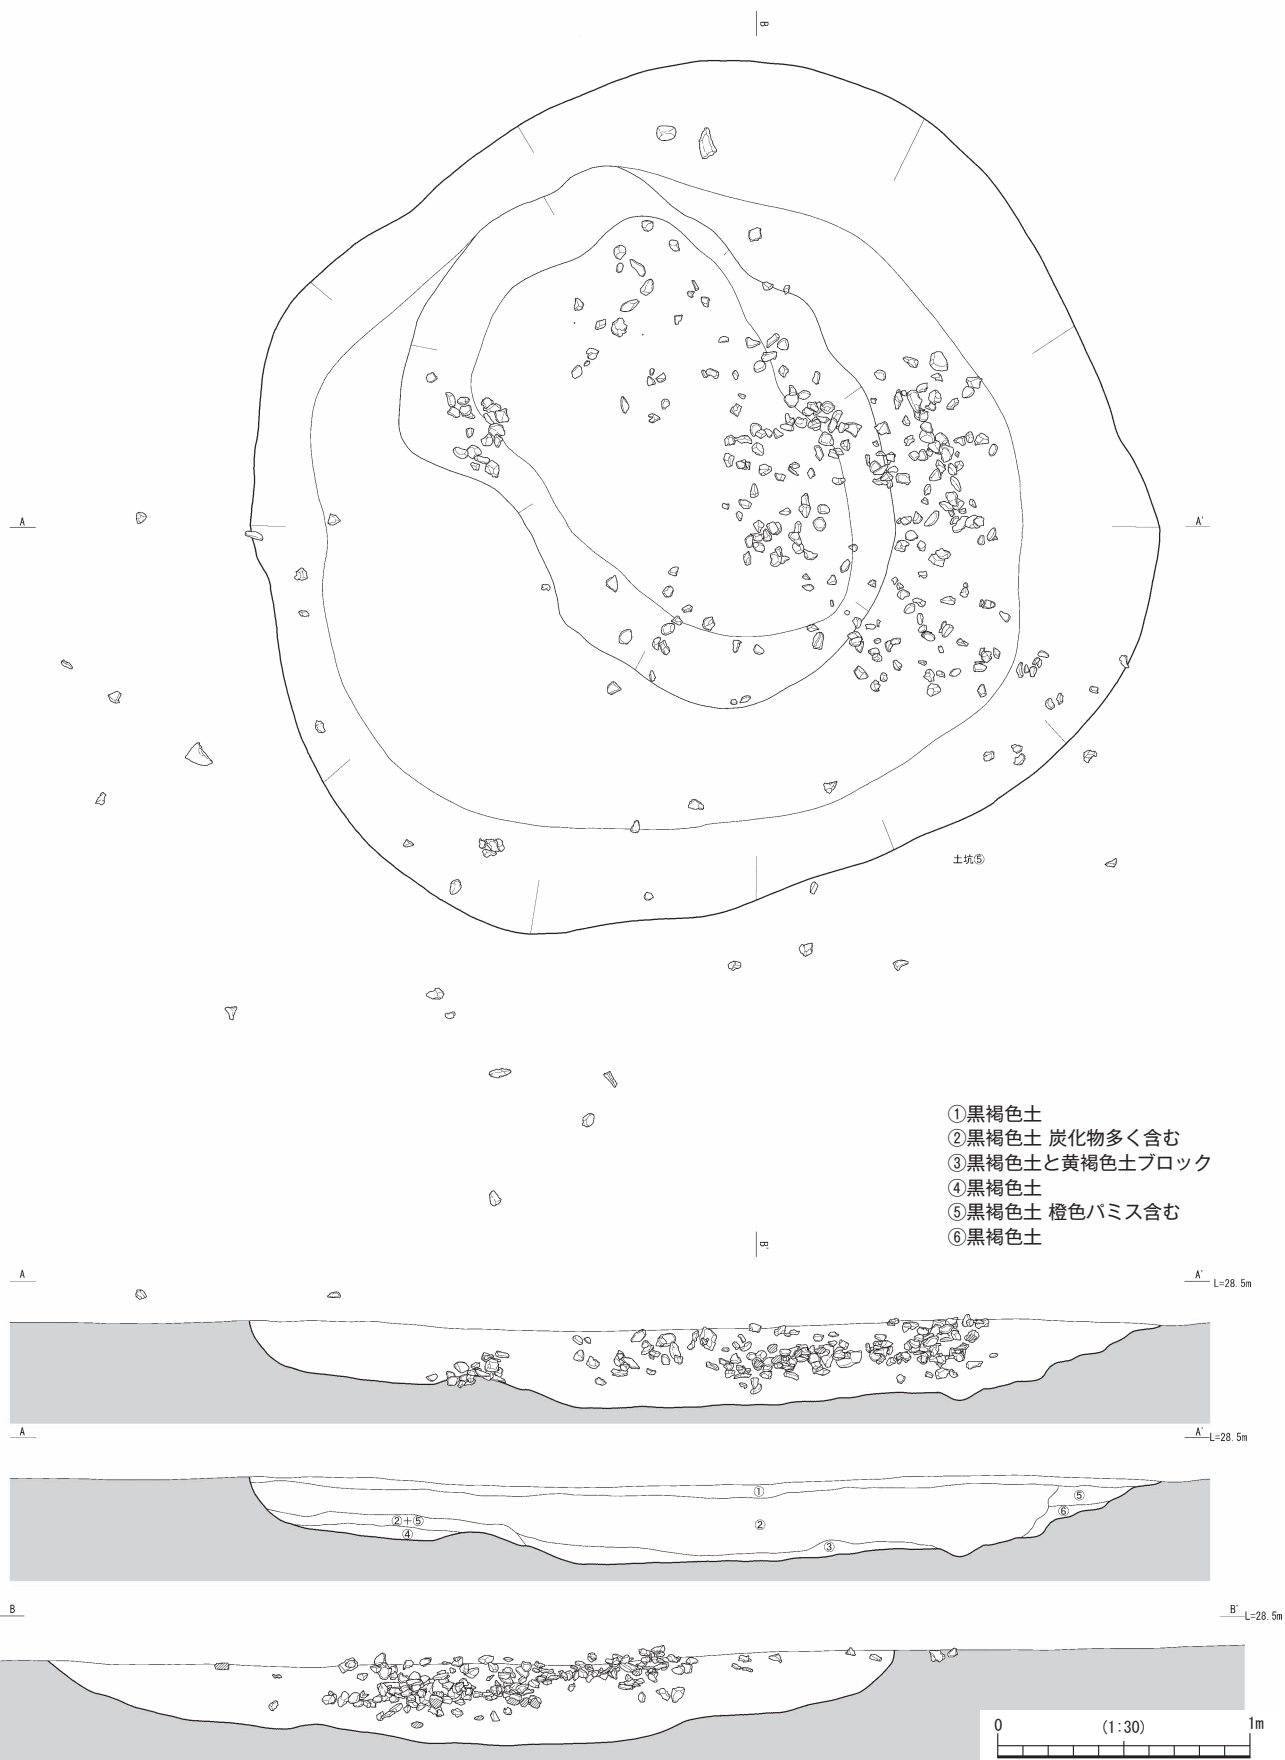 B
A
A'
土坑⑤
①黒褐色土
②黒褐色土 炭化物多く含む
③黒褐色土と黄褐色土ブロック
④黒褐色土
⑤黒褐色土 橙色パミス含む
⑥黒褐色土
B'
A
A'
L=28.5m
A
A'
L=28.5m
①
⑤
②+⑤
②
⑥
④
③
B
B'
L=28.5m
0
(1:30)
1m